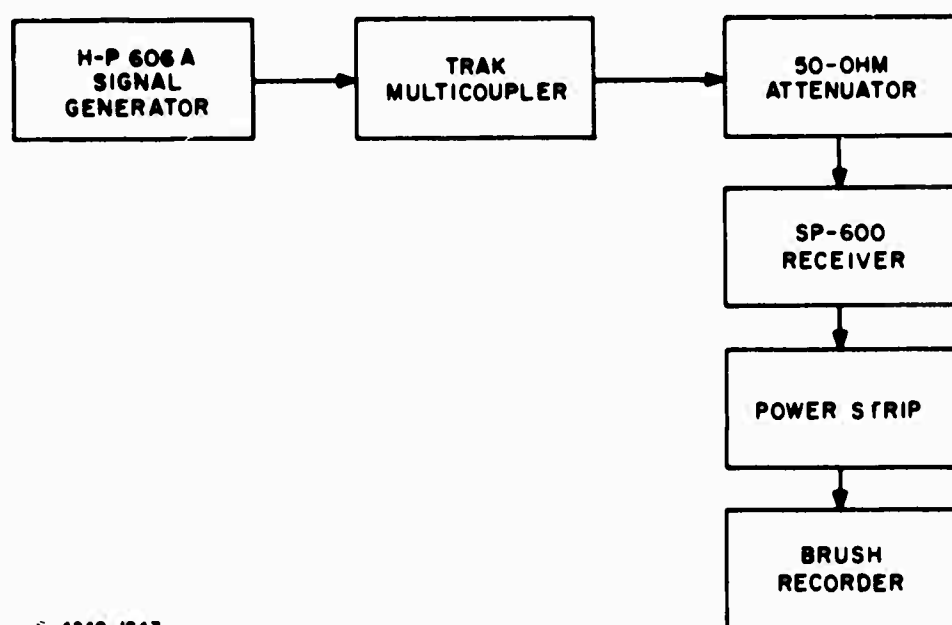 H-P 606A
SIGNAL
GENERATOR
TRAK
MULTICOUPLER
50-OHM
ATTENUATOR
SP-600
RECEIVER
POWER STRIP
BRUSH
RECORDER